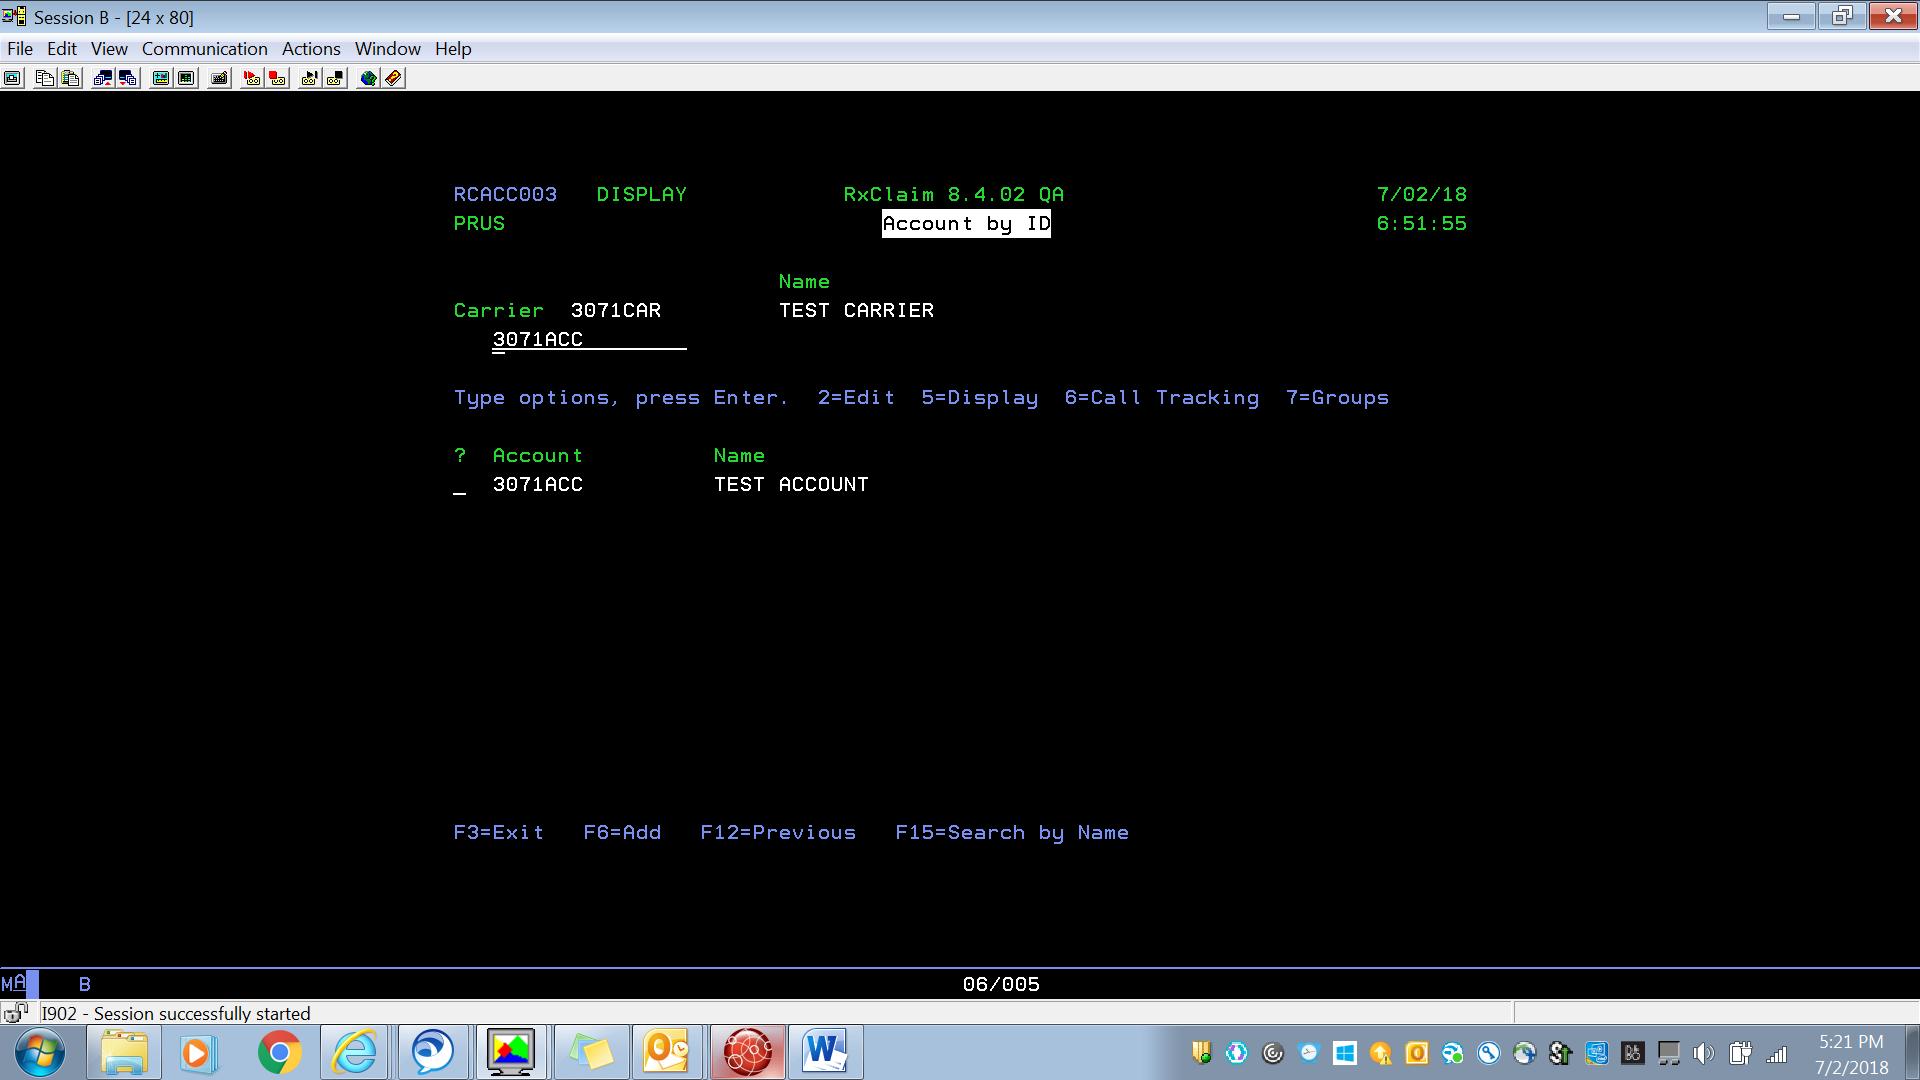 Session B - [24 x 80]
File Edit View Communication Actions Window Help
RCACC003 DISPLAY RxClaim 8.4.02 QA 7/02/18
PRUS Account by ID 6:51:55
Name
Carrier 3071CAR TEST CARRIER
3071ACC
Type options, press Enter. 2=Edit 5=Display 6=Call Tracking 7=Groups
? Account Name
_ 3071ACC TEST ACCOUNT
F3=Exit F6=Add F12=Previous F15=Search by Name
MA B 06/005
I902 - Session successfully started
5:21 PM
7/2/2018